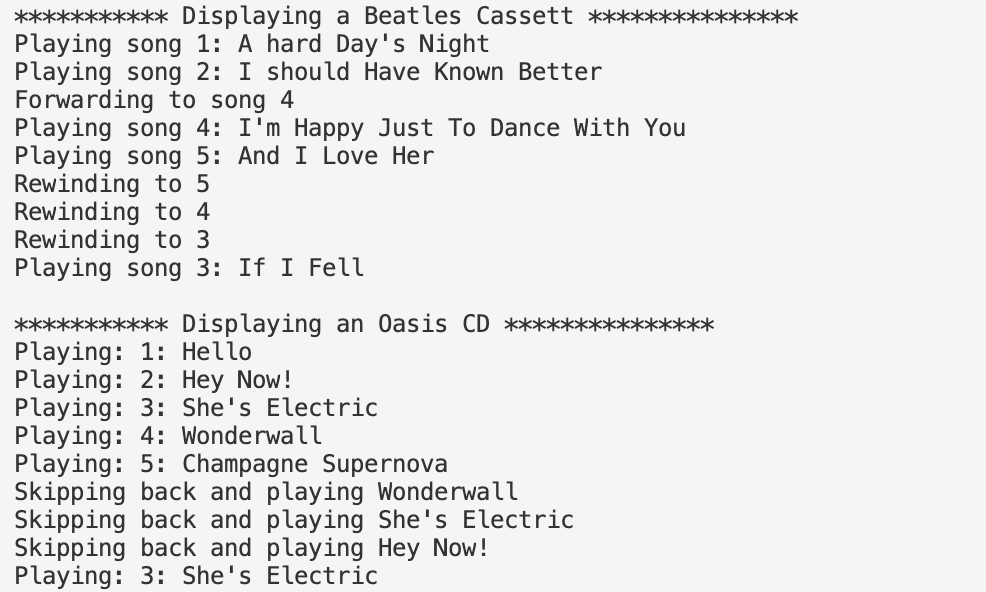 *********** Displaying a Beatles Cassett ***************
Playing song 1: A hard Day's Night
Playing song 2: I should Have Known Better
Forwarding to song 4
Playing song 4: I'm Happy Just To Dance With You
Playing song 5: And I Love Her
Rewinding to 5
Rewinding to 4
Rewinding to 3
Playing song 3: If I Fell

*********** Displaying an Oasis CD ***************
Playing: 1: Hello
Playing: 2: Hey Now!
Playing: 3: She's Electric
Playing: 4: Wonderwall
Playing: 5: Champagne Supernova
Skipping back and playing Wonderwall
Skipping back and playing She's Electric
Skipping back and playing Hey Now!
Playing: 3: She's Electric